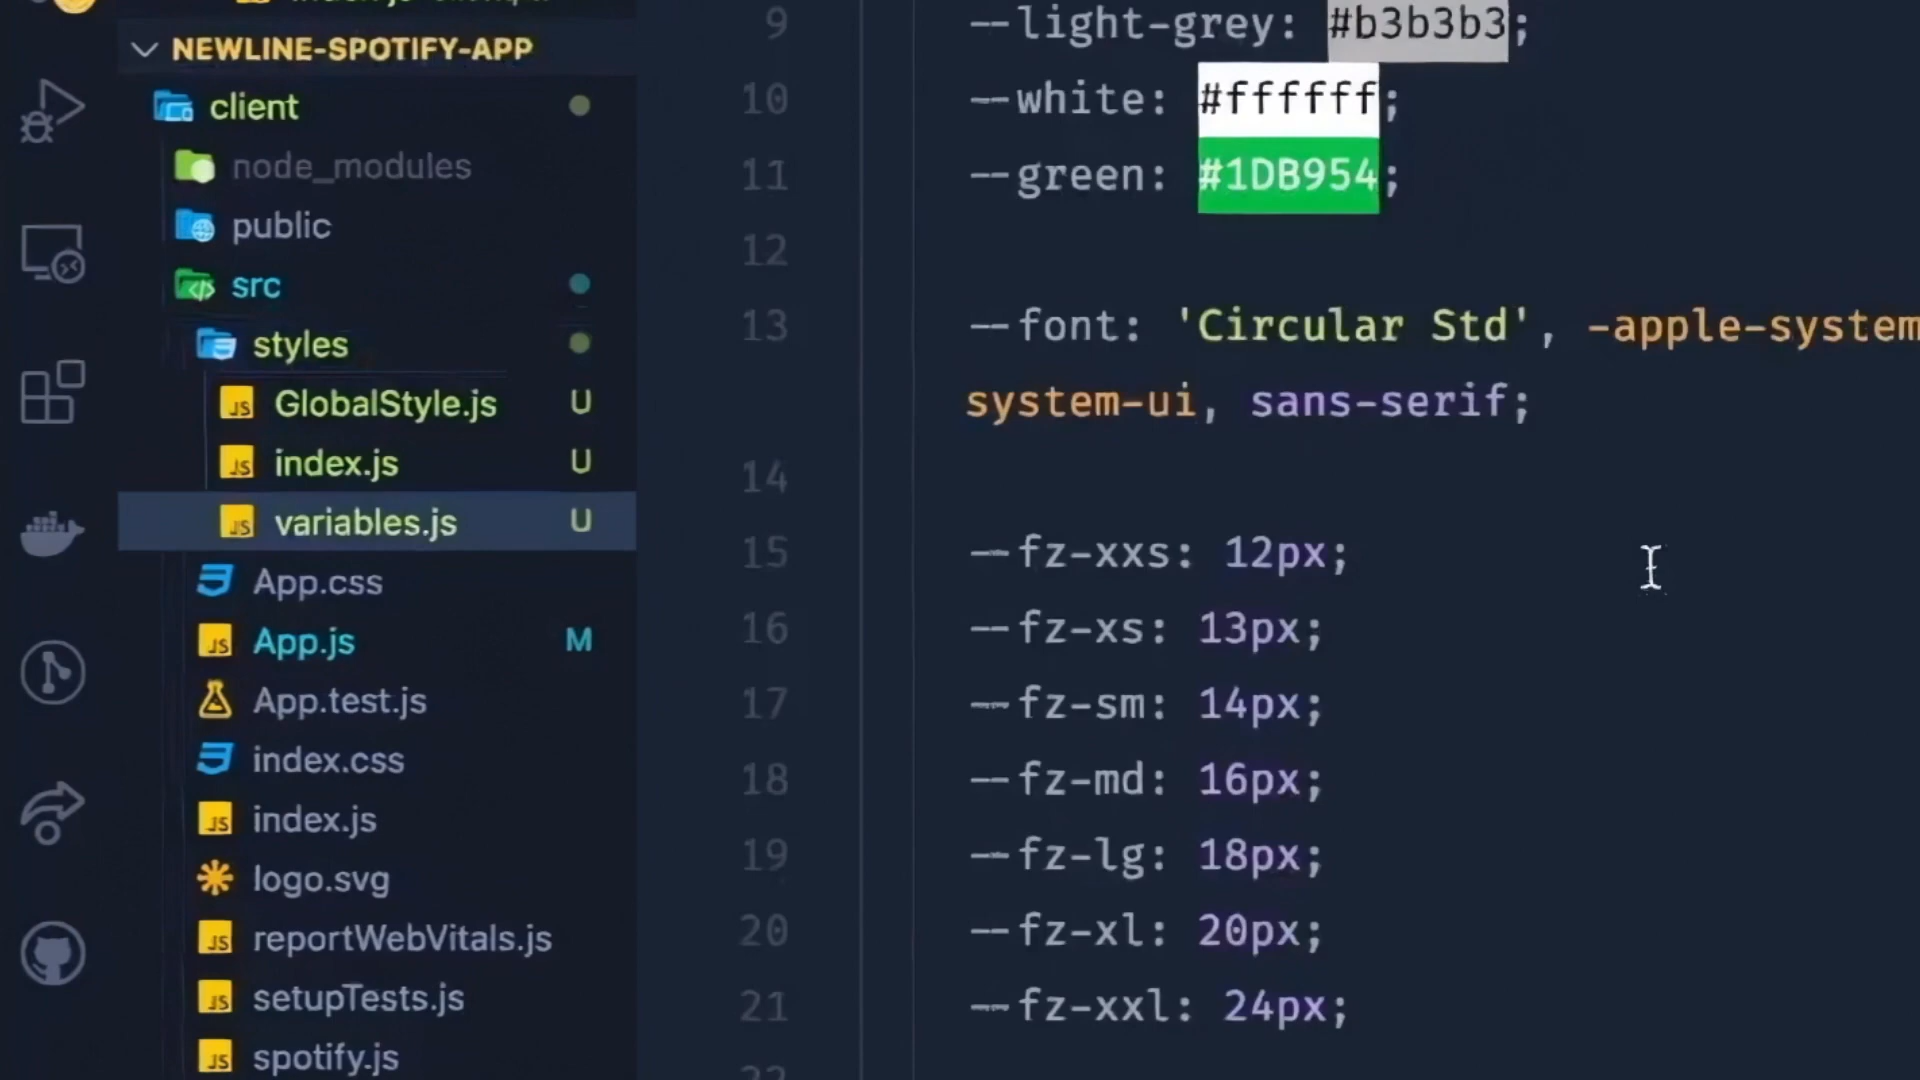 NEWLINE-SPOTIFY-APP
client
node_modules
public
src
styles
GlobalStyle.js U
index.js U
variables.js U
App.css
App.js M
App.test.js
index.css
index.js
logo.svg
reportWebVitals.js
setupTests.js
spotify.js
9 --light-grey: #b3b3b3;
10 --white: #ffffff;
11 --green: #1DB954;
12
13 --font: 'Circular Std', -apple-system
system-ui, sans-serif;
14
15 --fz-xxs: 12px;
16 --fz-xs: 13px;
17 --fz-sm: 14px;
18 --fz-md: 16px;
19 --fz-lg: 18px;
20 --fz-xl: 20px;
21 --fz-xxl: 24px;